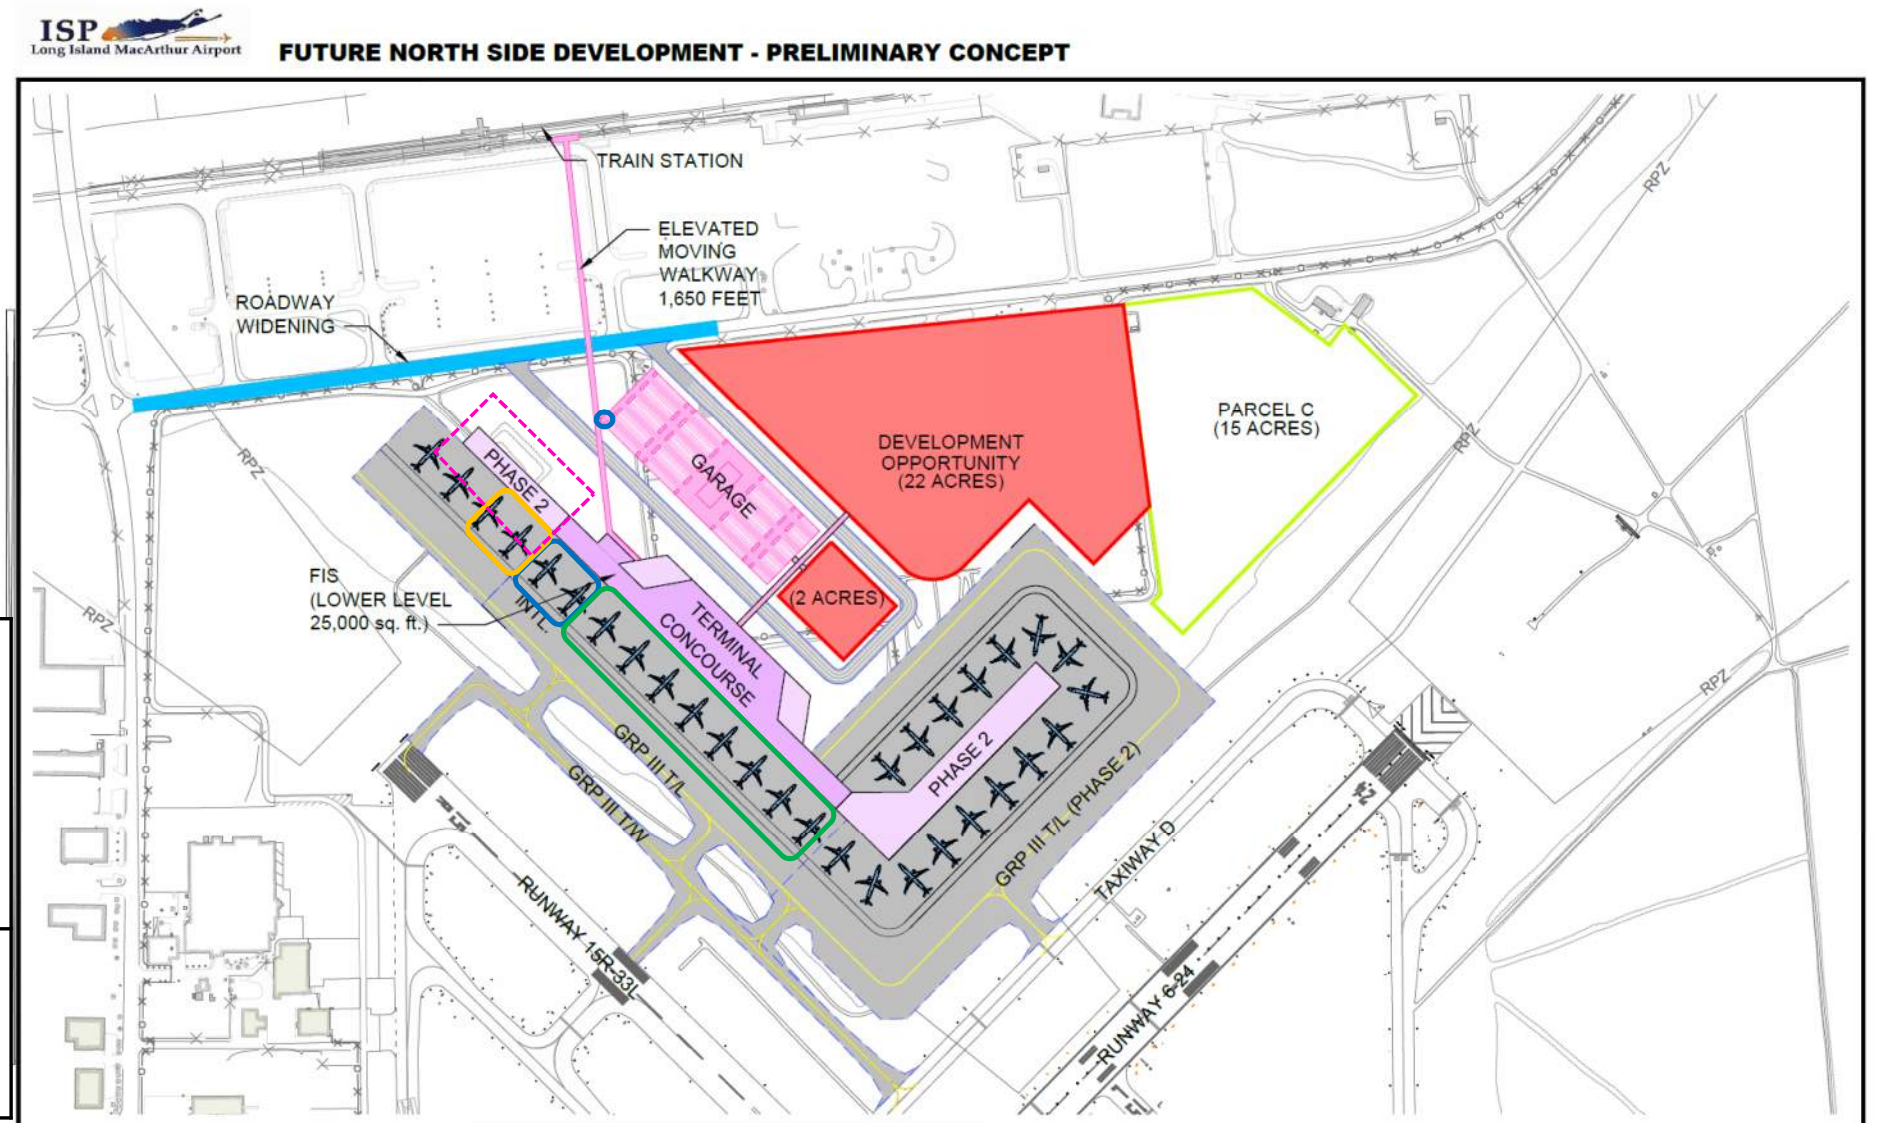 ISP
Long Island MacArthur Airport
FUTURE NORTH SIDE DEVELOPMENT - PRELIMINARY CONCEPT
TRAIN STATION
RPZ
ELEVATED
MOVING
WALKWAY
1,650 FEET
ROADWAY
WIDENING
PARCEL C
(15 ACRES)
DEVELOPMENT
OPPORTUNITY
(22 ACRES)
RPZ
RPZ
PHASE 2
GARAGE
FIS
(LOWER LEVEL
25,000 sq. ft.)
INTL.
(2 ACRES)
RPZ
TERMINAL
CONCOURSE
RPZ
GRP III T/L
GRP III T/W
PHASE 2
GRP III T/L (PHASE 2)
24
TAXIWAY D
RUNWAY 15R-33L
RUNWAY 6-24